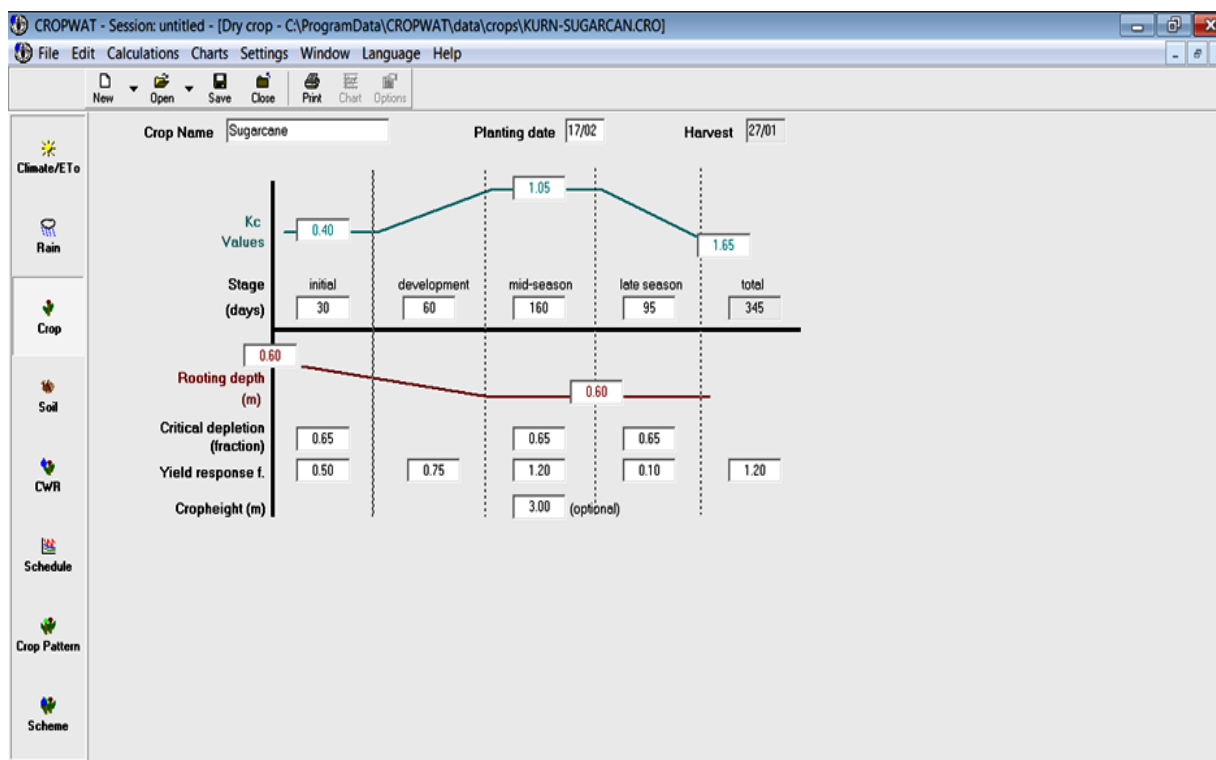 CROPWAT - Session: untitled - [Dry crop - C:\ProgramData\CROPWAT\data\crops\KURN-SUGARCAN.CRO]
File Edit Calculations Charts Settings Window Language Help
New Open Save Close Print Chart Options
Climate/ETo
Rain
Crop
Soil
CWR
Schedule
Crop Pattern
Scheme
Crop Name Sugarcane Planting date 17/02 Harvest 27/01
1.05
Kc 0.40
Values 1.65
Stage initial development mid-season late season total
(days) 30 60 160 95 345
0.60
Rooting depth
(m) 0.60
Critical depletion
(fraction) 0.65 0.65 0.65
Yield response f. 0.50 0.75 1.20 0.10 1.20
Cropheight (m) 3.00 (optional)